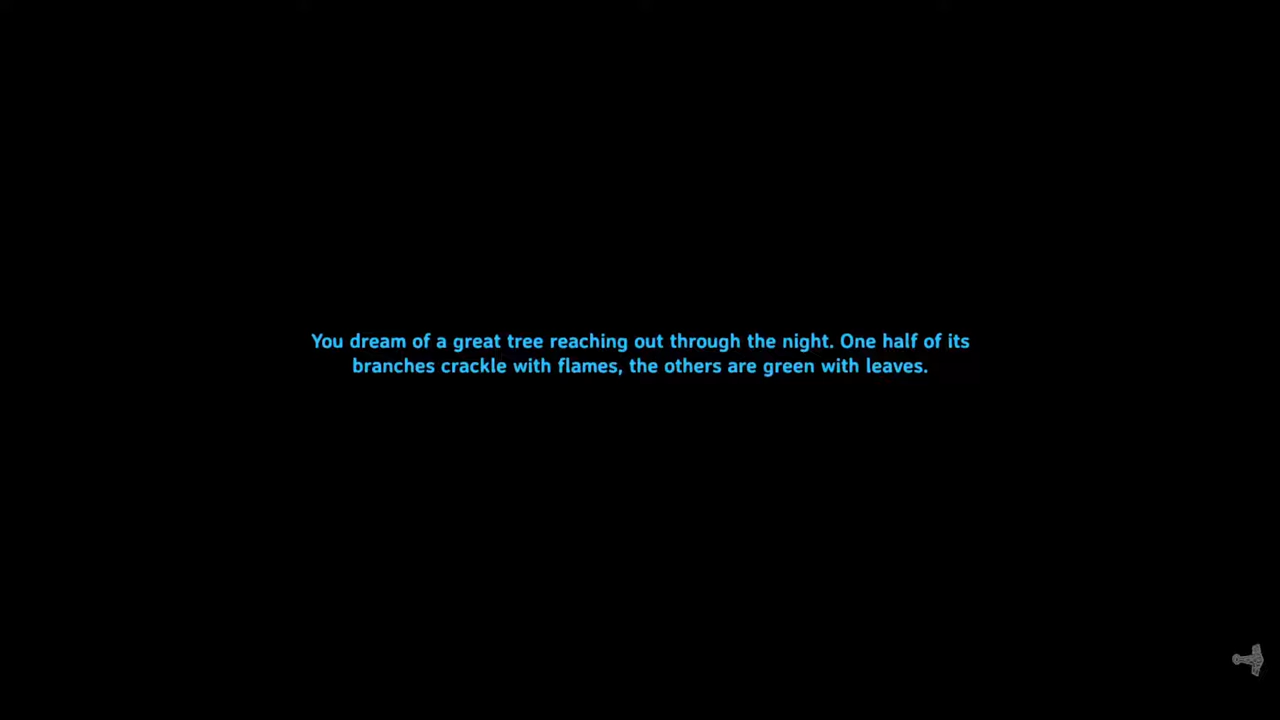 You dream of a great tree reaching out through the night. One half of its
branches crackle with flames, the others are green with leaves.